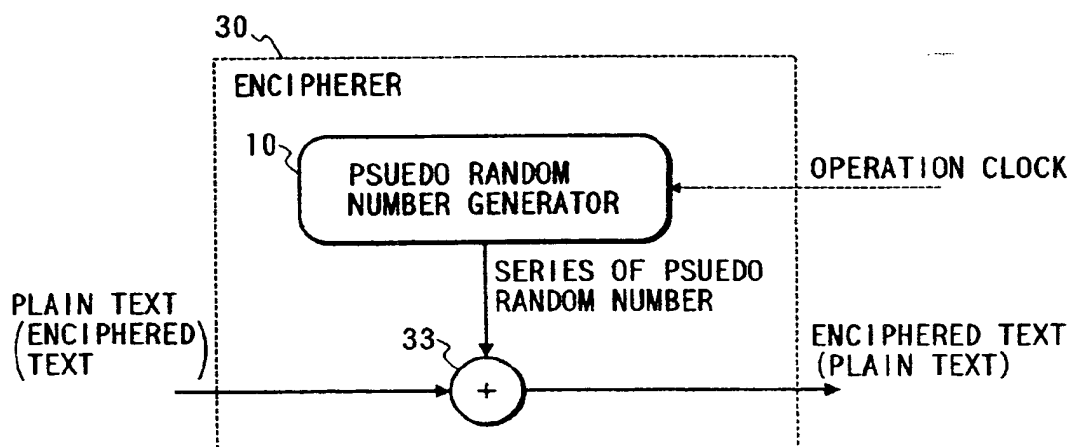 30
ENCIPHERER
10
PSUEDO RANDOM
NUMBER GENERATOR
OPERATION CLOCK
SERIES OF PSUEDO
RANDOM NUMBER
PLAIN TEXT
(ENCIPHERED)
TEXT
33
+
ENCIPHERED TEXT
(PLAIN TEXT)